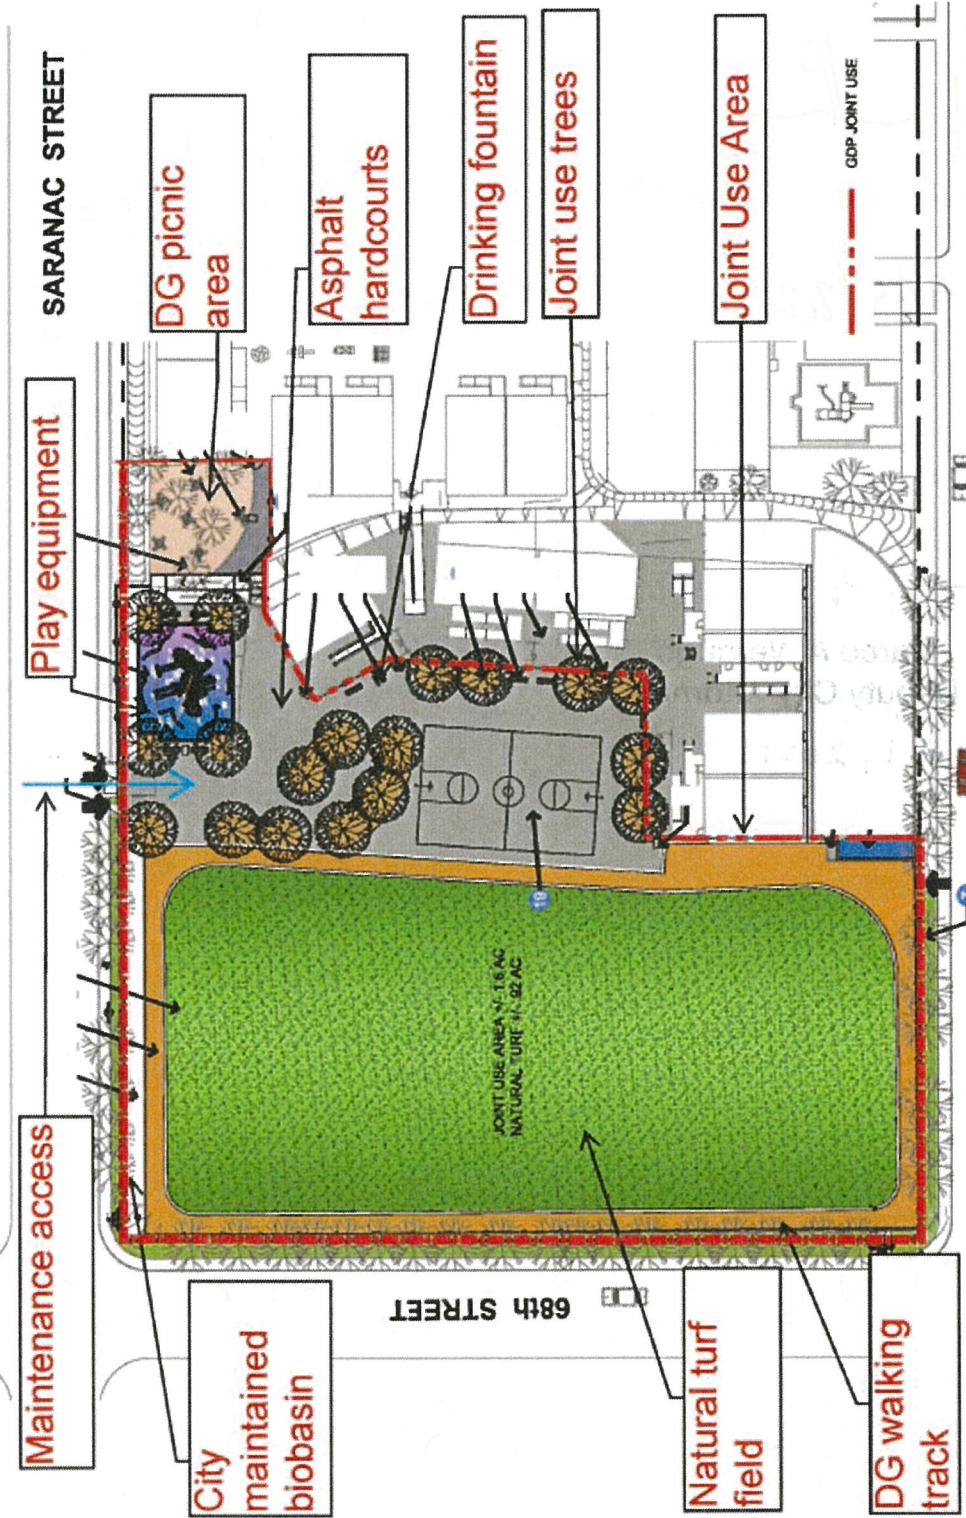 SARANAC STREET
Maintenance access
Play equipment
City
maintained
biobasin
DG picnic
area
Asphalt
hardcourts
68th STREET
Drinking fountain
JOINT USE AREA +/- 1.6 AC
NATURAL TURF +/- .92 AC
19
Joint use trees
Natural turf
field
Joint Use Area
DG walking
track
GDP JOINT USE